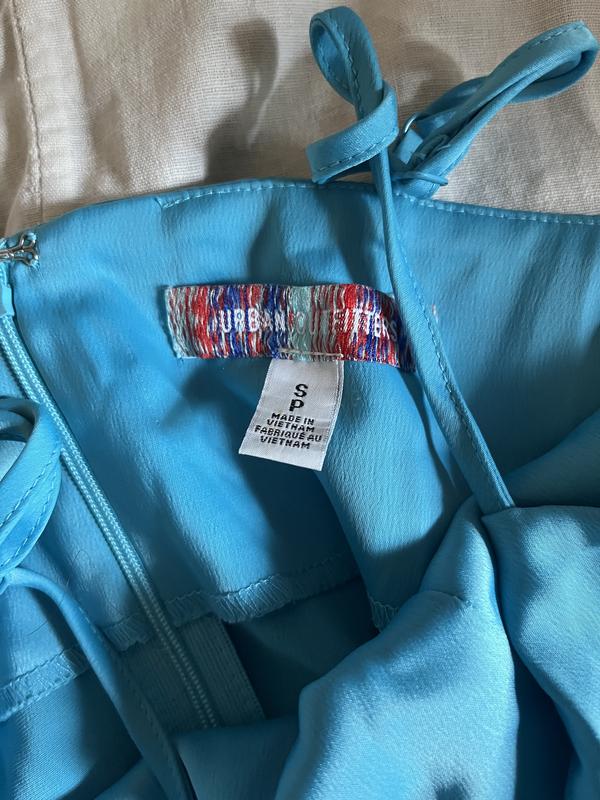 URBAN OUTFITTERS
S
P
MADE IN
VIETNAM
FABRIQUÉ AU
VIETNAM